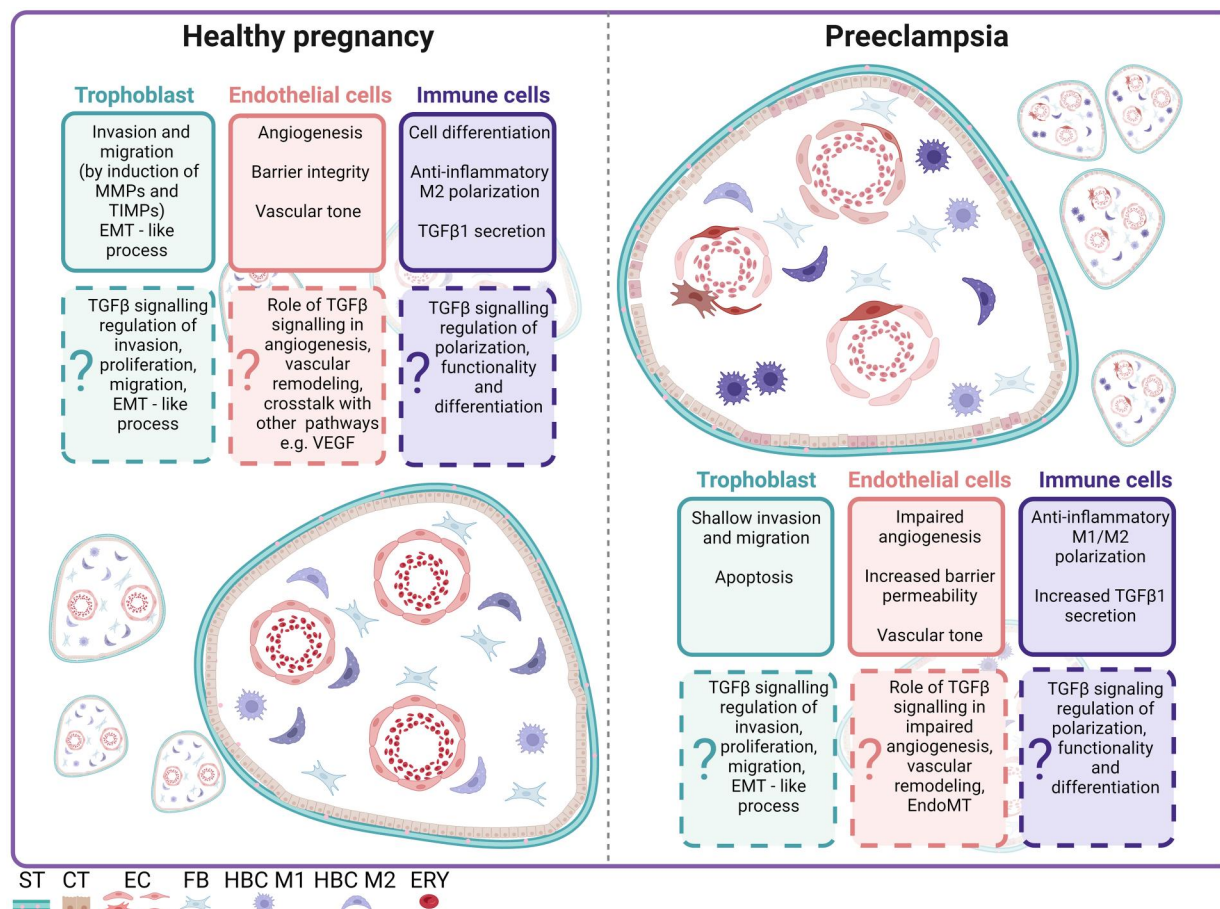 Healthy pregnancy
Trophoblast
Invasion and
migration
(by induction of
MMPs and
TIMPs)
EMT - like
process
Endothelial cells
Angiogenesis
Barrier integrity
Vascular tone
Immune cells
Cell differentiation
Anti-inflammatory
M2 polarization
TGFβ1 secretion
?
TGFβ signalling
regulation of
invasion,
proliferation,
migration,
EMT - like
process
?
Role of TGFβ
signalling in
angiogenesis,
vascular
remodeling,
crosstalk with
other pathways
e.g. VEGF
?
TGFβ signalling
regulation of
polarization,
functionality
and
differentiation
Preeclampsia
Trophoblast
Shallow invasion
and migration
Apoptosis
Endothelial cells
Impaired
angiogenesis
Increased barrier
permeability
Vascular tone
Immune cells
Anti-inflammatory
M1/M2
polarization
Increased TGFβ1
secretion
?
TGFβ signalling
regulation of
invasion,
proliferation,
migration,
EMT - like
process
?
Role of TGFβ
signalling in
impaired
angiogenesis,
vascular
remodeling,
EndoMT
?
TGFβ signaling
regulation of
polarization,
functionality
and
differentiation
ST CT EC FB HBC M1 HBC M2 ERY